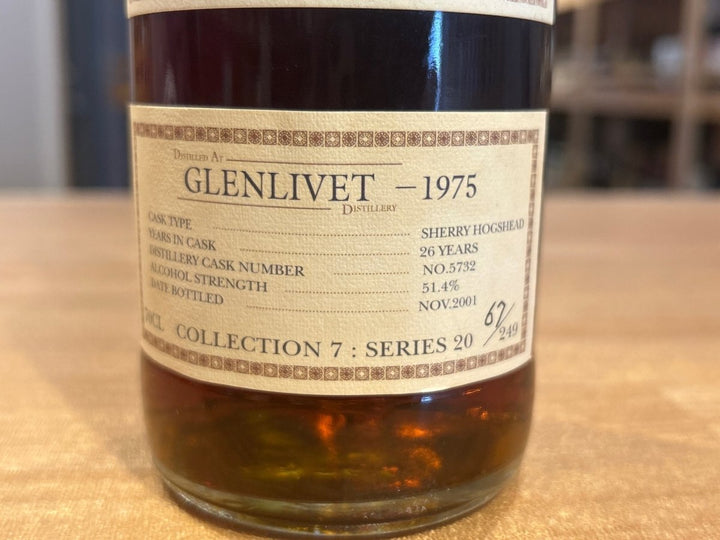 DISTILLED AT
GLENLIVET – 1975
DISTILLERY
CASK TYPE SHERRY HOGSHEAD
YEARS IN CASK 26 YEARS
DISTILLERY CASK NUMBER NO.5732
ALCOHOL STRENGTH 51.4%
DATE BOTTLED NOV.2001
70CL COLLECTION 7 : SERIES 20 67/249